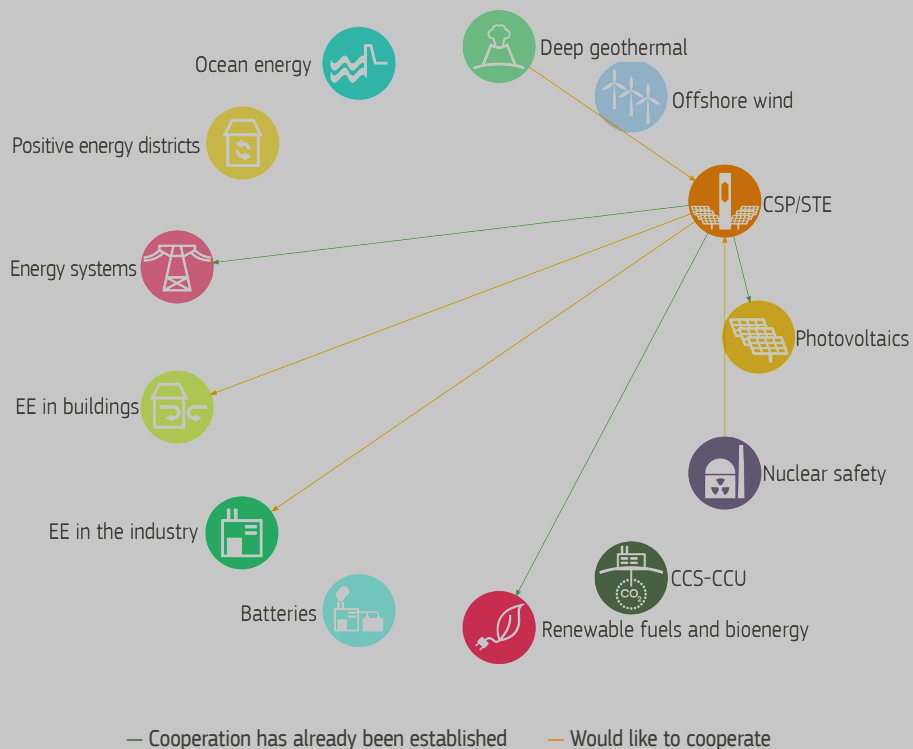 Deep geothermal
Ocean energy
Offshore wind
Positive energy districts
CSP/STE
Energy systems
Photovoltaics
EE in buildings
Nuclear safety
EE in the industry
CCS-CCU
CO2
Batteries
Renewable fuels and bioenergy
Cooperation has already been established
Would like to cooperate